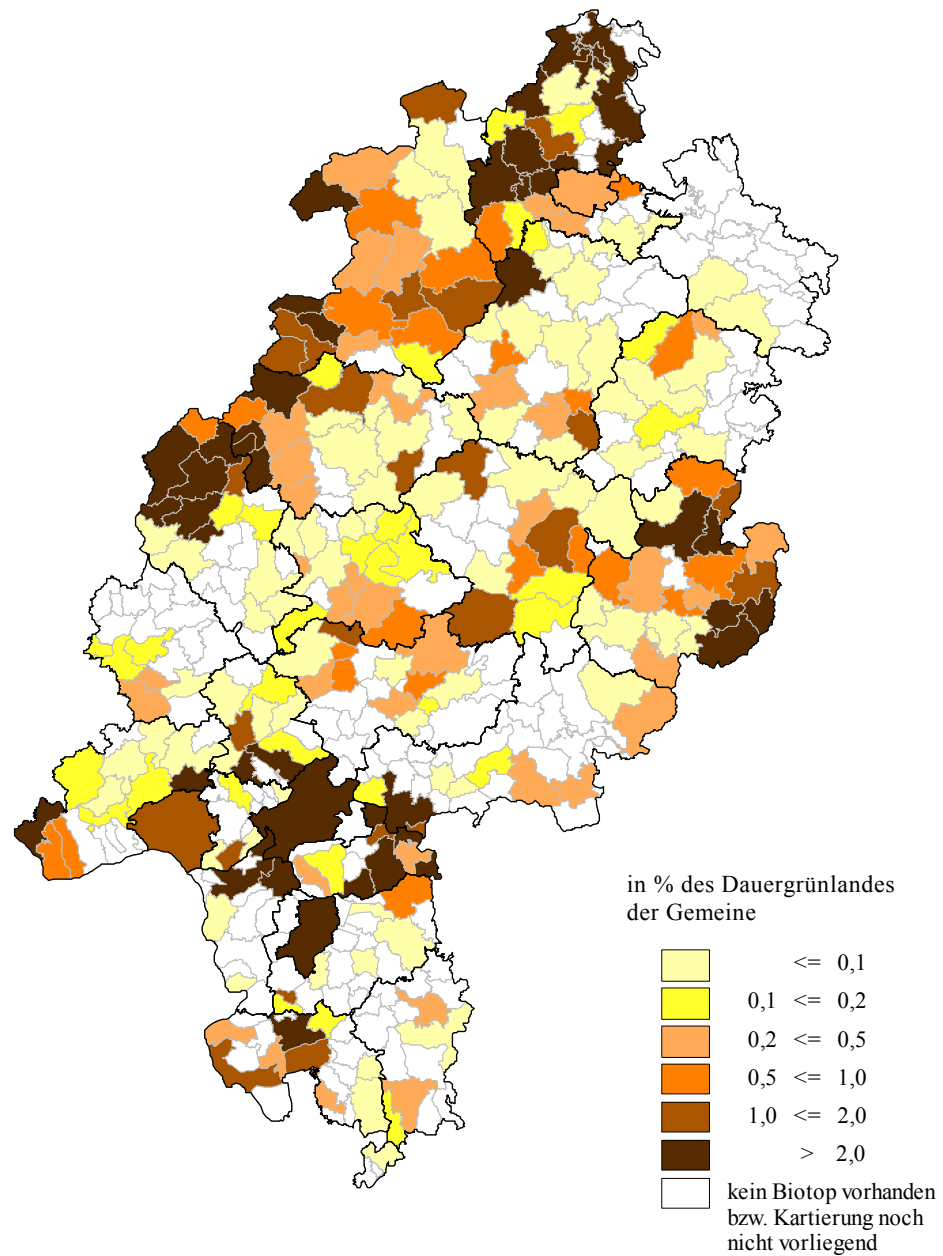 in % des Dauergrünlandes
der Gemeine
<= 0,1
0,1 <= 0,2
0,2 <= 0,5
0,5 <= 1,0
1,0 <= 2,0
> 2,0
kein Biotop vorhanden
bzw. Kartierung noch
nicht vorliegend